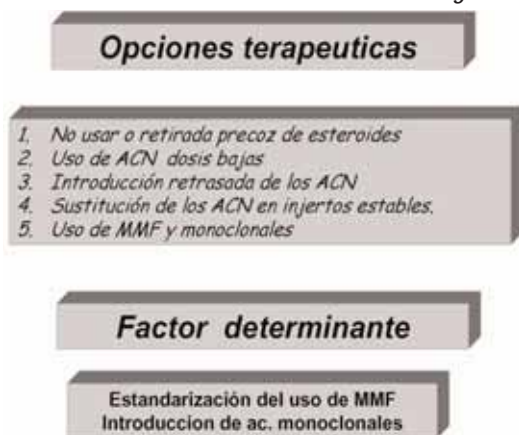 Opciones terapeuticas
1. No usar o retirada precoz de esteroides
2. Uso de ACN dosis bajas
3. Introducción retrasada de los ACN
4. Sustitución de los ACN en injertos estables.
5. Uso de MMF y monoclonales
Factor determinante
Estandarización del uso de MMF
Introduccion de ac. monoclonales